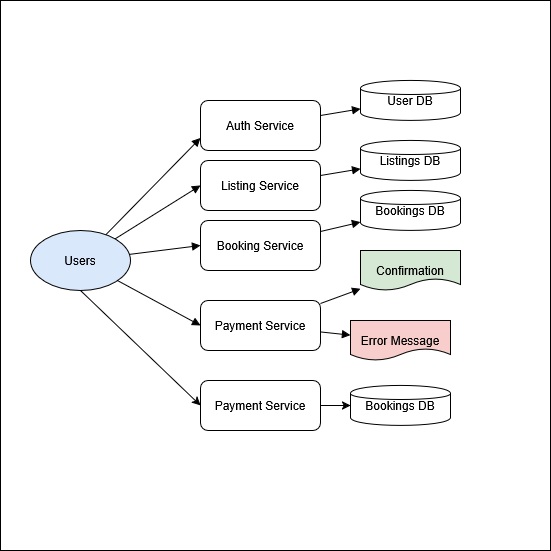 User DB
Auth Service
Listings DB
Listing Service
Bookings DB
Booking Service
Users
Confirmation
Payment Service
Error Message
Payment Service
Bookings DB